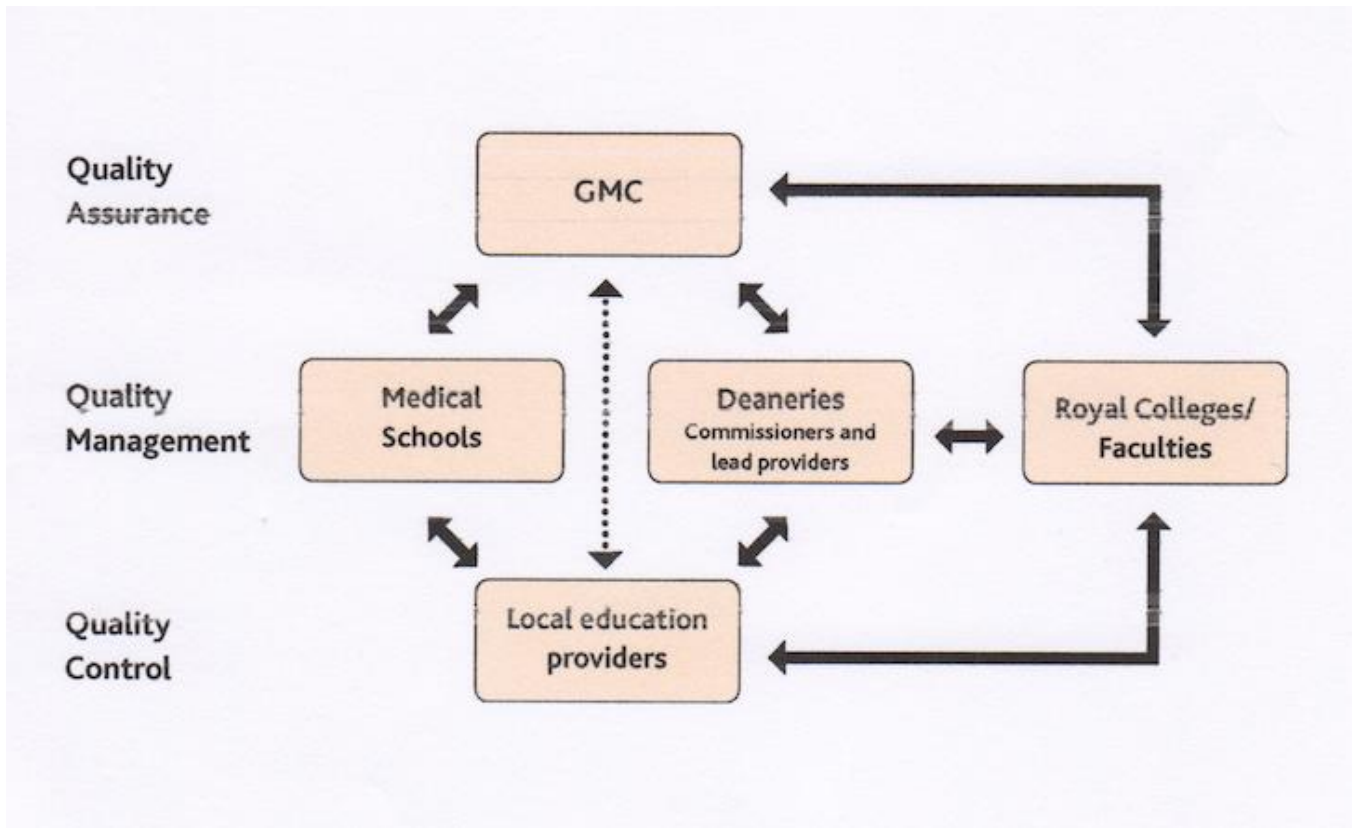 Quality
Assurance
GMC
Quality
Management
Medical
Schools
Deaneries
Commissioners and
lead providers
Royal Colleges/
Faculties
Quality
Control
Local education
providers